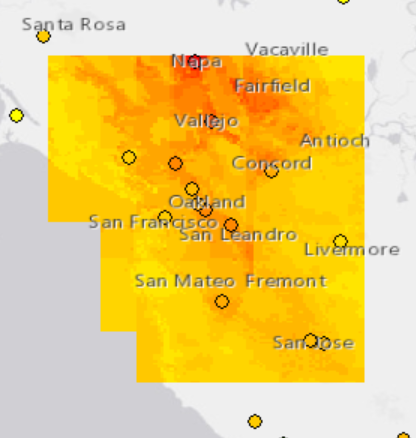 Santa Rosa
Vacaville
Napa
Fairfield
Vallejo
Antioch
Concord
Oakland
San Francisco
San Leandro
Livermore
San Mateo
Fremont
San Jose